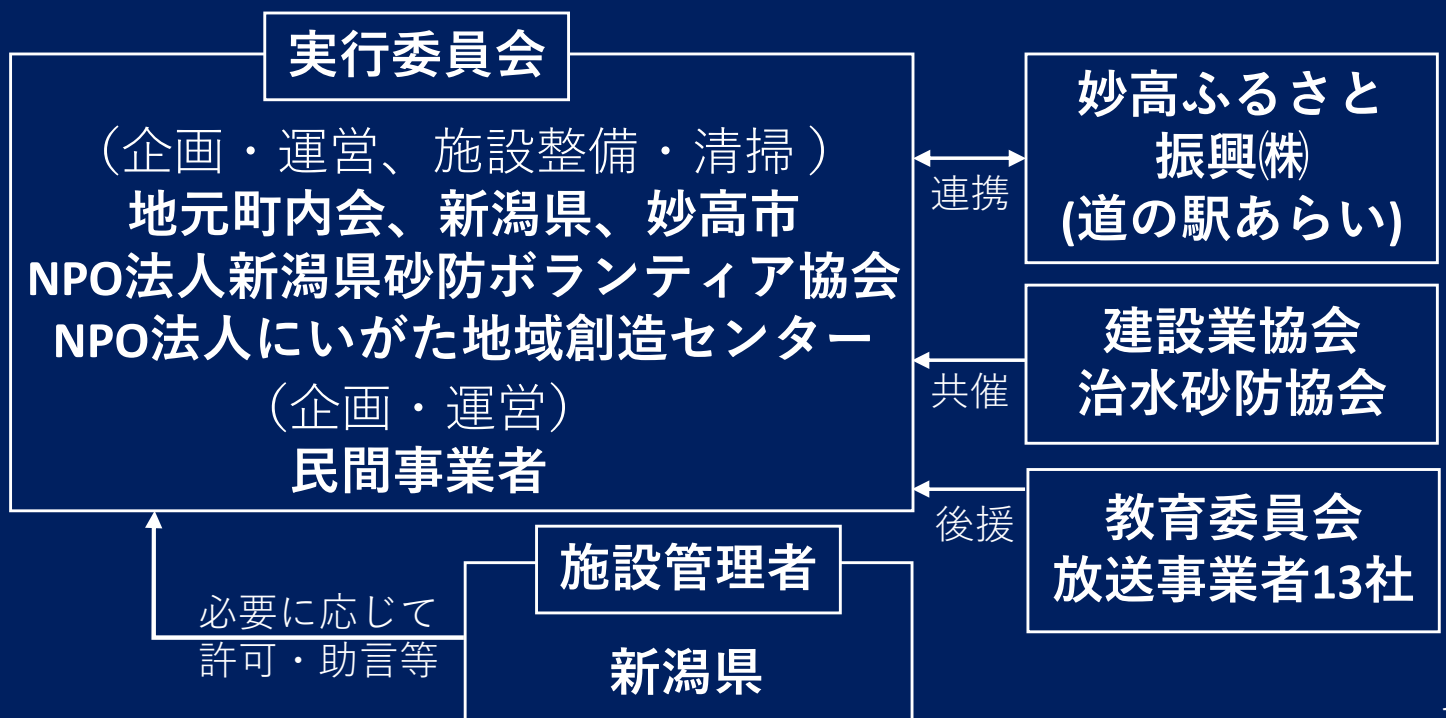 実行委員会
（企画・運営、施設整備・清掃 ）
地元町内会、新潟県、妙高市
NPO法人新潟県砂防ボランティア協会
NPO法人にいがた地域創造センター
（企画・運営）
民間事業者
連携
妙高ふるさと
振興㈱
(道の駅あらい)
共催
建設業協会
治水砂防協会
後援
教育委員会
放送事業者13社
施設管理者
新潟県
必要に応じて
許可・助言等